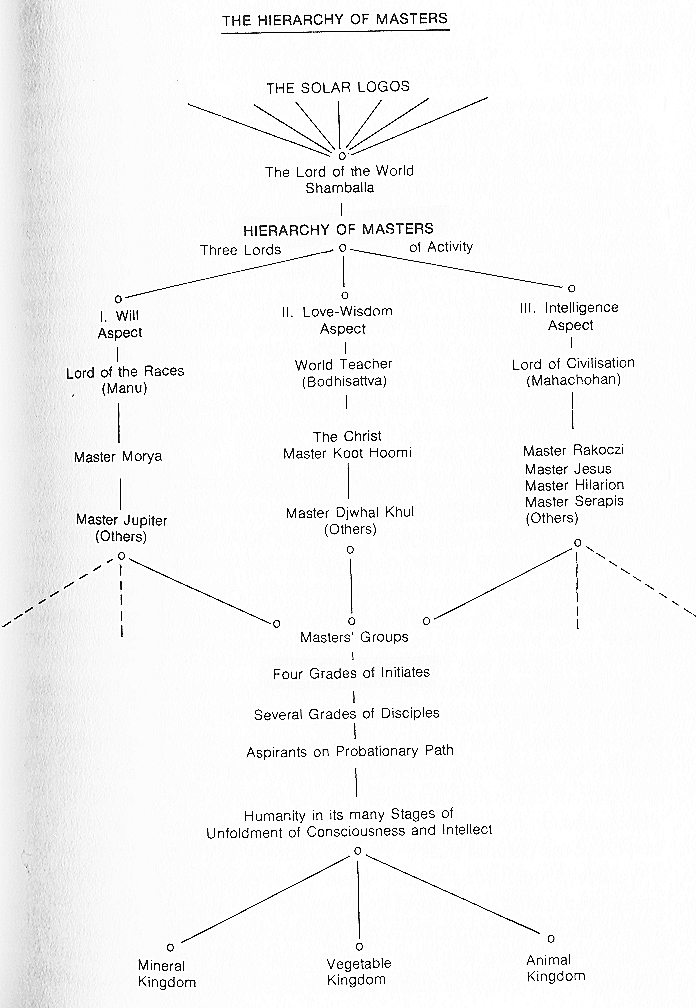 THE HIERARCHY OF MASTERS
THE SOLAR LOGOS
The Lord of the World
Shamballa
HIERARCHY OF MASTERS
Three Lords of Activity
I. Will
Aspect
Lord of the Races
(Manu)
Master Morya
Master Jupiter
(Others)
II. Love-Wisdom
Aspect
World Teacher
(Bodhisattva)
The Christ
Master Koot Hoomi
Master Djwhal Khul
(Others)
III. Intelligence
Aspect
Lord of Civilisation
(Mahachohan)
Master Rakoczi
Master Jesus
Master Hilarion
Master Serapis
(Others)
Masters' Groups
Four Grades of Initiates
Several Grades of Disciples
Aspirants on Probationary Path
Humanity in its many Stages of
Unfoldment of Consciousness and Intellect
Mineral
Kingdom
Vegetable
Kingdom
Animal
Kingdom